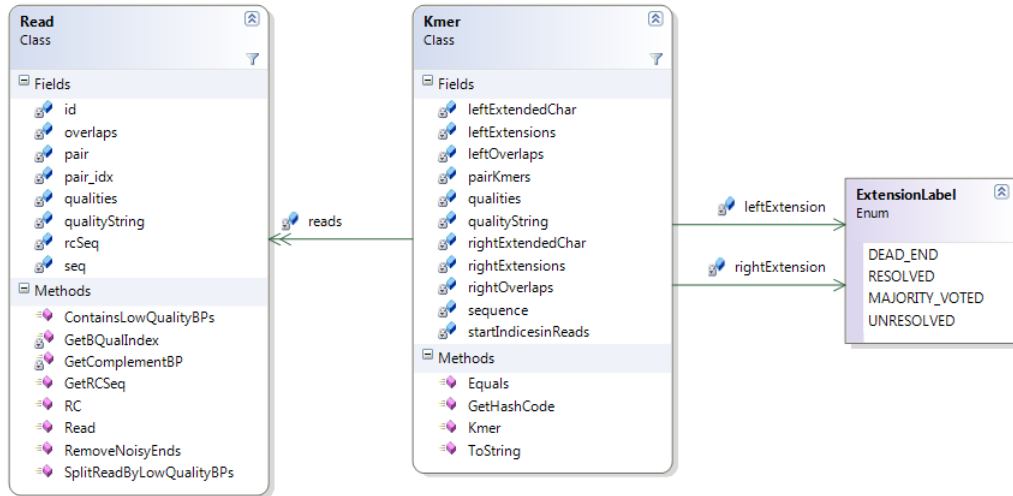 Read
Class
Fields
id
overlaps
pair
pair_idx
qualities
qualityString
rcSeq
seq
Methods
ContainsLowQualityBPs
GetBQualIndex
GetComplementBP
GetRCSeq
RC
Read
RemoveNoisyEnds
SplitReadByLowQualityBPs
reads
Kmer
Class
Fields
leftExtendedChar
leftExtensions
leftOverlaps
pairKmers
qualities
qualityString
rightExtendedChar
rightExtensions
rightOverlaps
sequence
startIndicesinReads
Methods
Equals
GetHashCode
Kmer
ToString
leftExtension
rightExtension
ExtensionLabel
Enum
DEAD_END
RESOLVED
MAJORITY_VOTED
UNRESOLVED